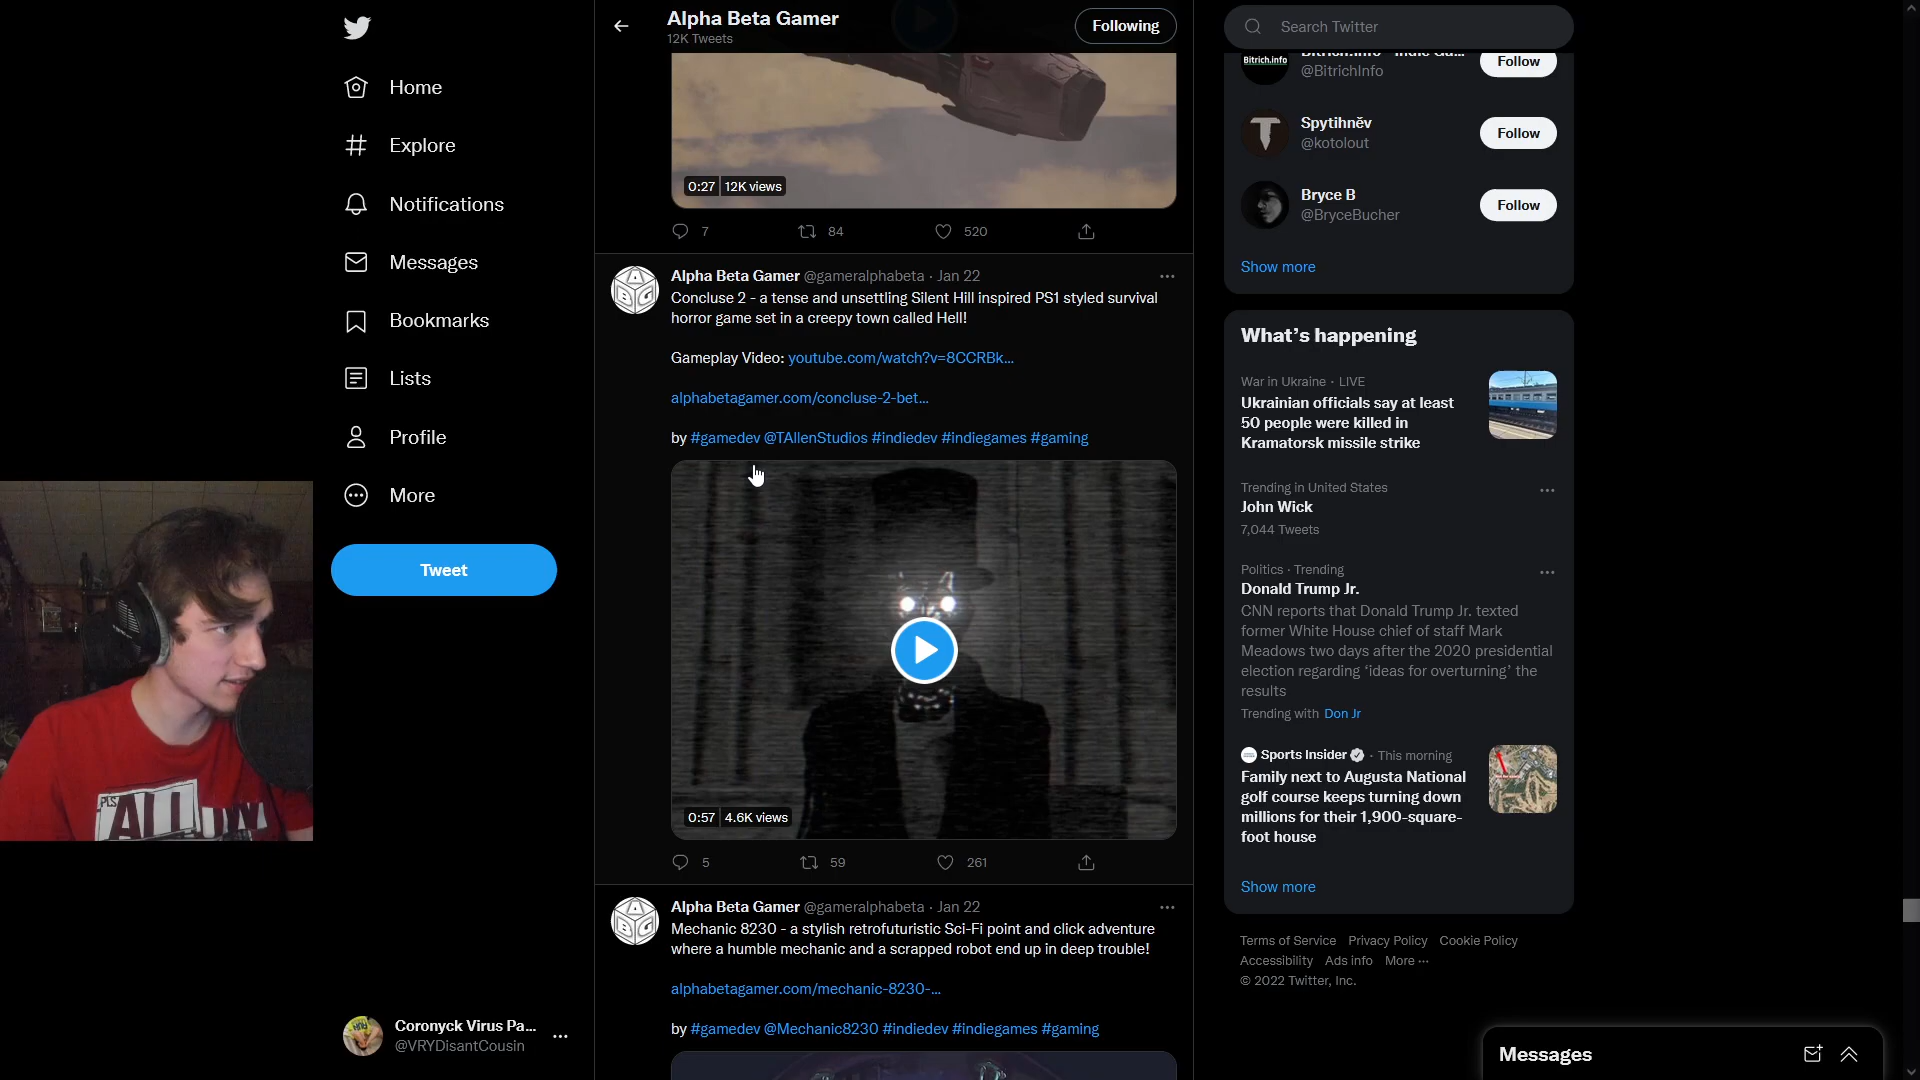 Home
Explore
Notifications
Messages
Bookmarks
Lists
Profile
More
Tweet
Coronyck Virus Pa...
@VRYDisantCousin
Alpha Beta Gamer
12K Tweets
Following
0:27 12K views
7 84 520
Alpha Beta Gamer @gameralphabeta · Jan 22
Concluse 2 - a tense and unsettling Silent Hill inspired PS1 styled survival
horror game set in a creepy town called Hell!
Gameplay Video: youtube.com/watch?v=8CCRBk...
alphabetagamer.com/concluse-2-bet...
by #gamedev @TAllenStudios #indiedev #indiegames #gaming
0:57 4.6K views
5 59 261
Alpha Beta Gamer @gameralphabeta · Jan 22
Mechanic 8230 - a stylish retrofuturistic Sci-Fi point and click adventure
where a humble mechanic and a scrapped robot end up in deep trouble!
alphabetagamer.com/mechanic-8230-...
by #gamedev @Mechanic8230 #indiedev #indiegames #gaming
Search Twitter
Bitrich.info
@BitrichInfo
Follow
Spytihněv
@kotolout
Follow
Bryce B
@BryceBucher
Follow
Show more
What's happening
War in Ukraine · LIVE
Ukrainian officials say at least
50 people were killed in
Kramatorsk missile strike
Trending in United States
John Wick
7,044 Tweets
Politics · Trending
Donald Trump Jr.
CNN reports that Donald Trump Jr. texted
former White House chief of staff Mark
Meadows two days after the 2020 presidential
election regarding 'ideas for overturning' the
results
Trending with Don Jr
Sports Insider · This morning
Family next to Augusta National
golf course keeps turning down
millions for their 1,900-square-
foot house
Show more
Terms of Service Privacy Policy Cookie Policy
Accessibility Ads info More ···
© 2022 Twitter, Inc.
Messages